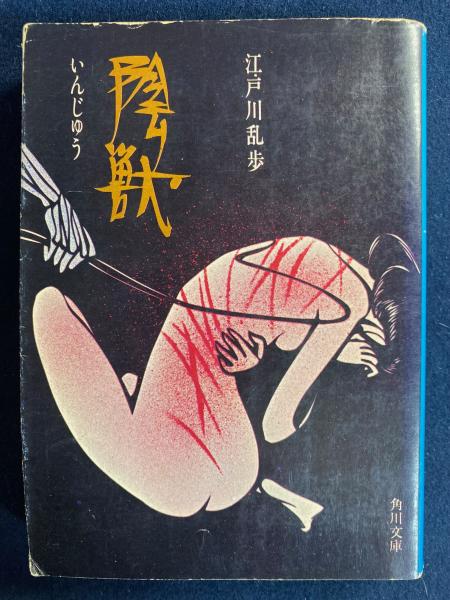 江戸川乱歩
陰獣
いんじゅう
角川文庫